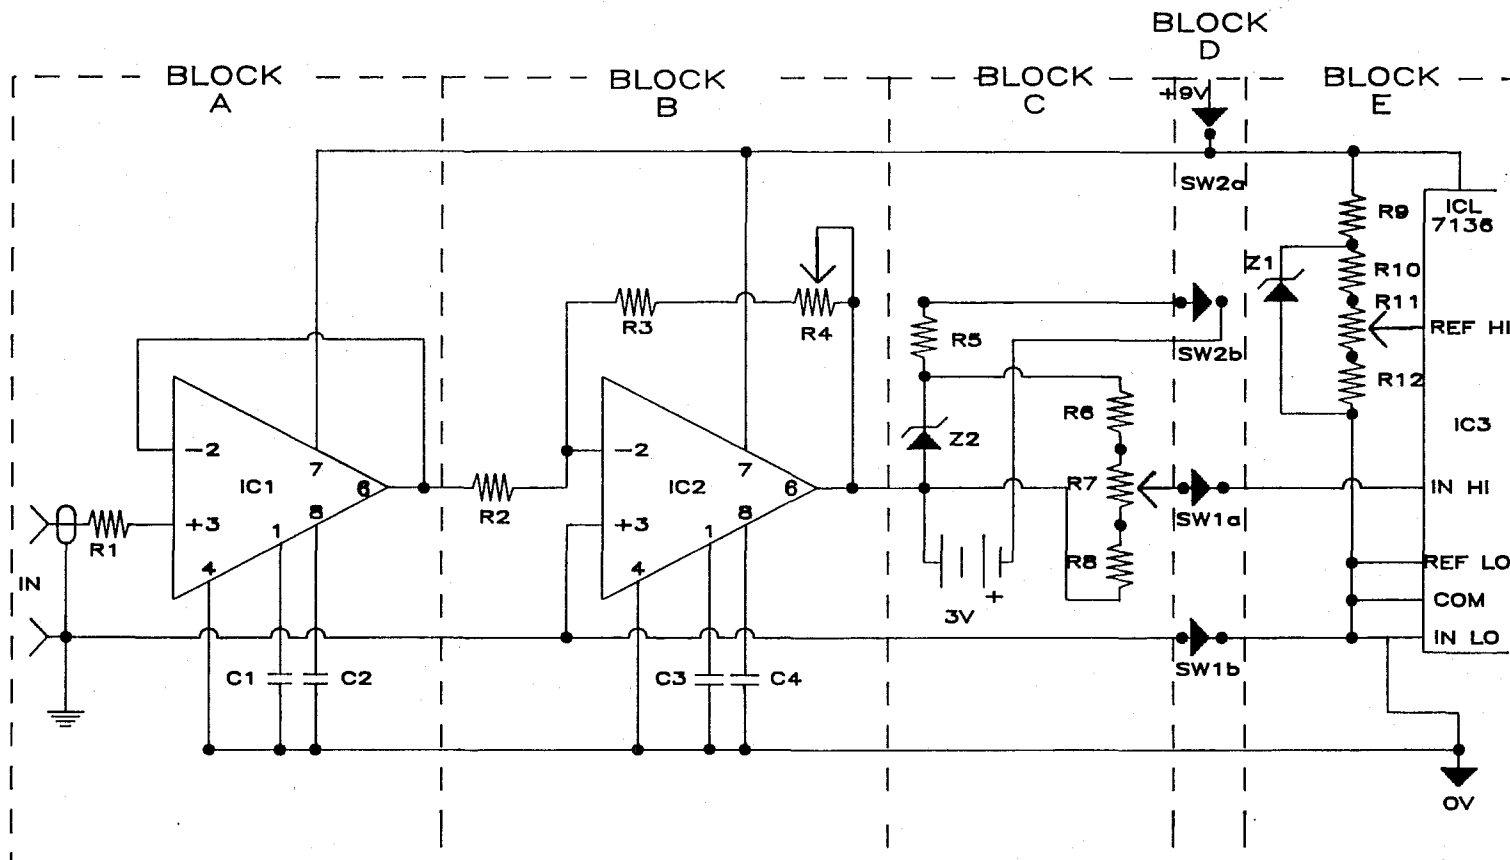 BLOCK
A
BLOCK
B
BLOCK
C
BLOCK
D
BLOCK
E
+9V
SW2a
R9
ICL
7136
Z1
R10
R11
REF HI
R12
R3
R4
R5
SW2b
R6
Z2
IC3
-2
7
IC1
6
8
+3
1
4
R1
IN
R2
-2
7
IC2
6
8
+3
1
4
R7
SW1a
IN HI
R8
+
3V
REF LO
COM
IN LO
SW1b
C1
C2
C3
C4
0V